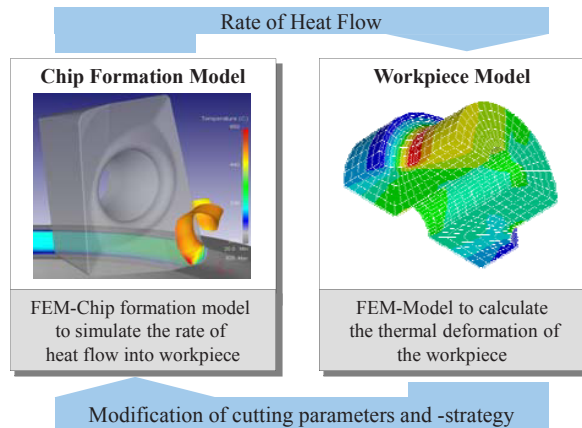 Rate of Heat Flow
Chip Formation Model
Temperature (C)
FEM-Chip formation model
to simulate the rate of
heat flow into workpiece
Workpiece Model
FEM-Model to calculate
the thermal deformation of
the workpiece
Modification of cutting parameters and -strategy